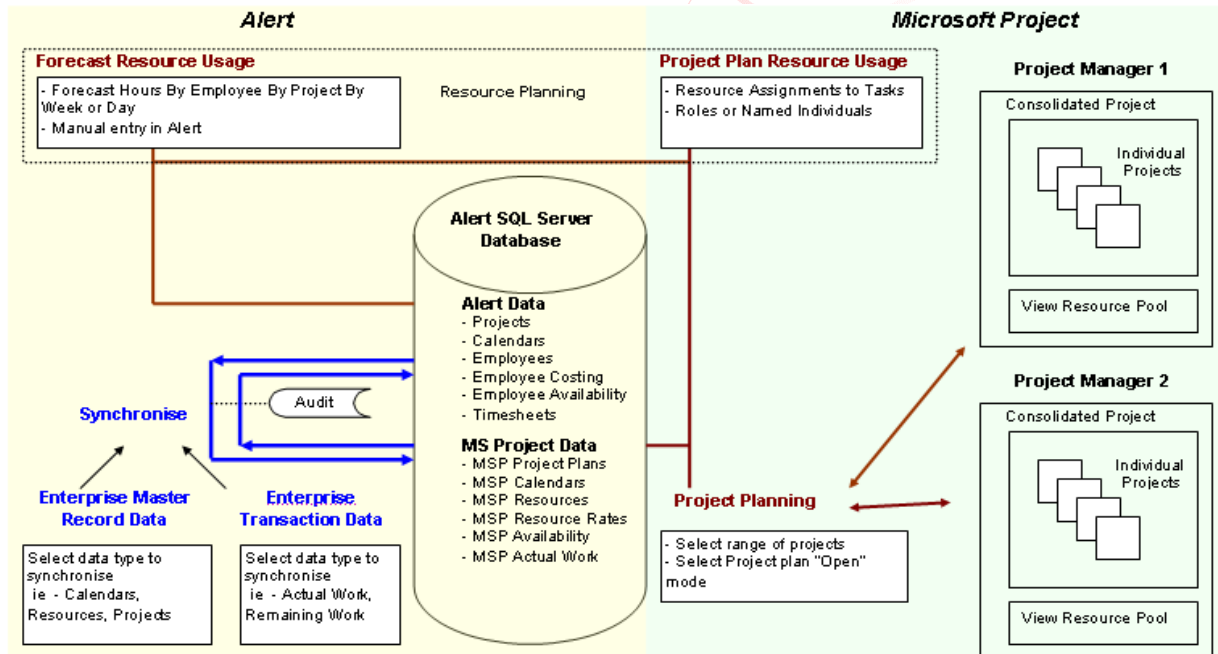 Alert
Microsoft Project
Forecast Resource Usage
- Forecast Hours By Employee By Project By
Week or Day
- Manual entry in Alert
Resource Planning
Project Plan Resource Usage
- Resource Assignments to Tasks
- Roles or Named Individuals
Project Manager 1
Consolidated Project
Individual
Projects
View Resource Pool
Alert SQL Server
Database
Alert Data
- Projects
- Calendars
- Employees
- Employee Costing
- Employee Availability
- Timesheets
MS Project Data
- MSP Project Plans
- MSP Calendars
- MSP Resources
- MSP Resource Rates
- MSP Availability
- MSP Actual Work
Audit
Synchronise
Enterprise Master
Record Data
Select data type to
synchronise
ie - Calendars,
Resources, Projects
Enterprise
Transaction Data
Select data type to
synchronise
ie - Actual Work,
Remaining Work
Project Planning
- Select range of projects
- Select Project plan "Open"
mode
Project Manager 2
Consolidated Project
Individual
Projects
View Resource Pool